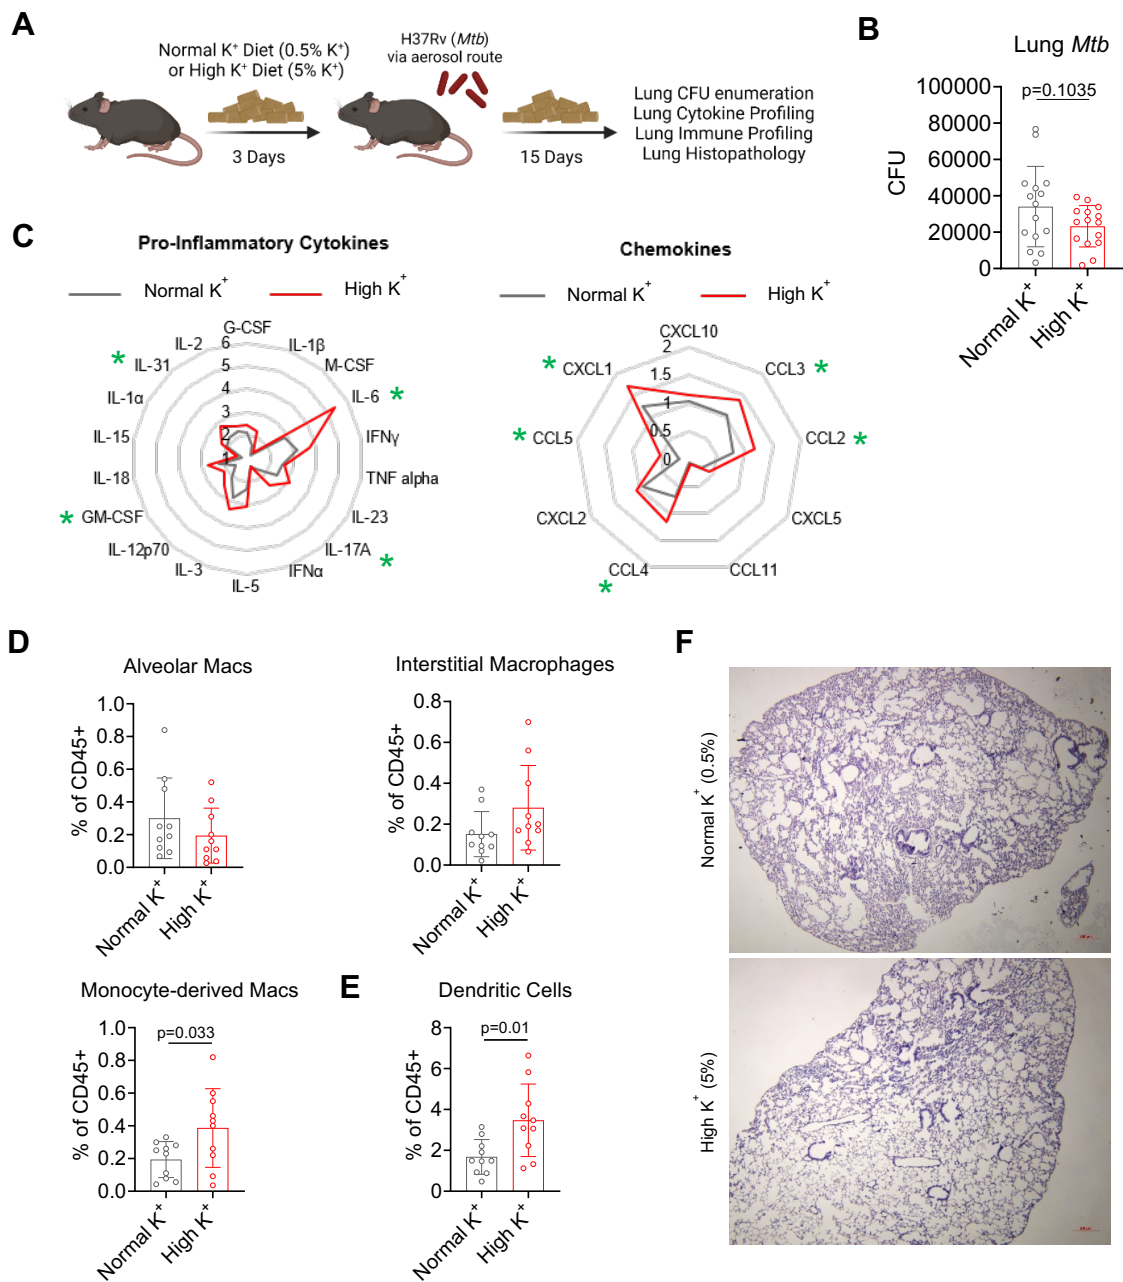 A
Normal K+ Diet (0.5% K+)
or High K+ Diet (5% K+)
3 Days
H37Rv (Mtb)
via aerosol route
15 Days
Lung CFU enumeration
Lung Cytokine Profiling
Lung Immune Profiling
Lung Histopathology
B
Lung Mtb
p=0.1035
100000
80000
60000
40000
20000
0
CFU
Normal K+
High K+
C
Pro-Inflammatory Cytokines
Normal K+
High K+
G-CSF
IL-1β
M-CSF
IL-6 *
IFNγ
TNF alpha
IL-23
IL-17A *
IFNα
IL-5
IL-3
IL-12p70
* GM-CSF
IL-18
IL-15
IL-1α
* IL-31
IL-2
6
5
4
3
2
1
Chemokines
Normal K+
High K+
CXCL10
CCL3 *
CCL2 *
CXCL5
CCL11
CCL4 *
CXCL2
* CCL5
* CXCL1
2
1.5
1
0.5
0
D
Alveolar Macs
% of CD45+
1.0
0.8
0.6
0.4
0.2
0.0
Normal K+
High K+
Interstitial Macrophages
% of CD45+
0.8
0.6
0.4
0.2
0.0
Normal K+
High K+
Monocyte-derived Macs
p=0.033
% of CD45+
1.0
0.8
0.6
0.4
0.2
0.0
Normal K+
High K+
E
Dendritic Cells
p=0.01
% of CD45+
8
6
4
2
0
Normal K+
High K+
F
Normal K+ (0.5%)
High K+ (5%)